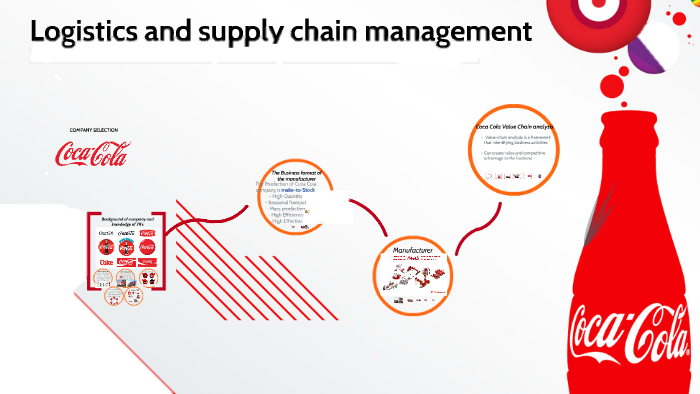 Logistics and supply chain management
COMPANY SELECTION
Coca-Cola
Background of company and
knowledge of
Coke
The Business format of
the manufacturer
The Production of Coca Cola
company is make-to-Stock.
- High Quantity
- Seasonal forecast
- Mass production
- High Efficiency
- High Effective
Manufacturer
Coca Cola Value Chain analysis
- Value-chain analysis is a framework
that identifying business activities
- Can create value and competitive
advantage to the business
Coca-Cola